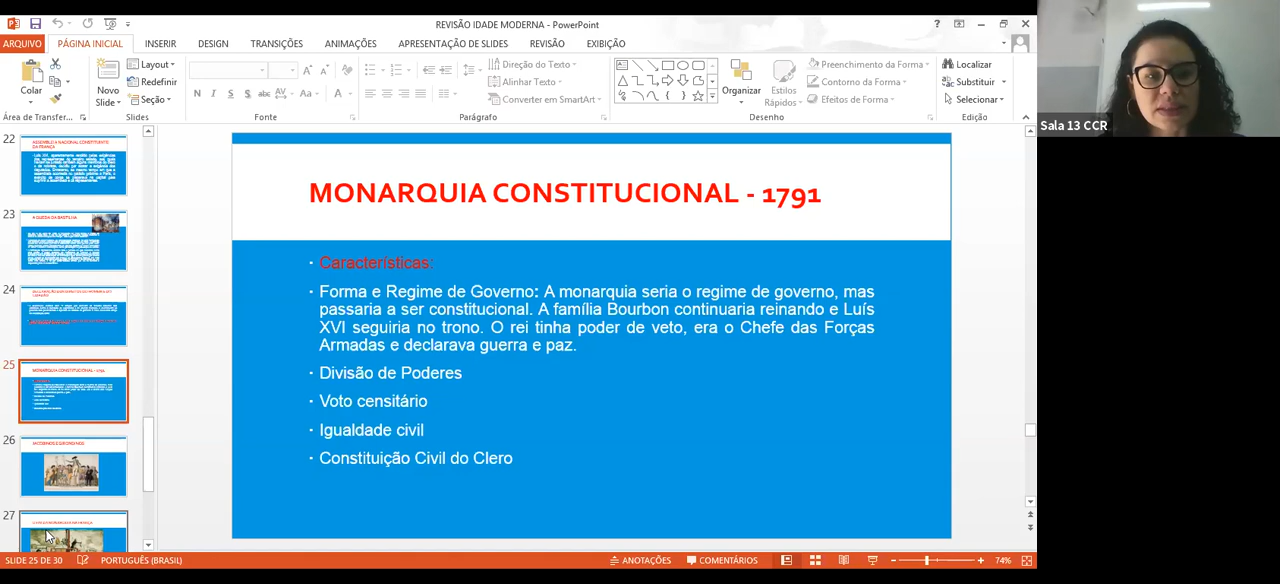 REVISÃO IDADE MODERNA - PowerPoint
ARQUIVO PÁGINA INICIAL INSERIR DESIGN TRANSIÇÕES ANIMAÇÕES APRESENTAÇÃO DE SLIDES REVISÃO EXIBIÇÃO
Colar
Área de Transfer...
Novo
Slide
Layout
Redefinir
Seção
Slides
N I S S abc AV Aa A
Fonte
Direção do Texto
Alinhar Texto
Converter em SmartArt
Parágrafo
Organizar
Estilos
Rápidos
Preenchimento da Forma
Contorno da Forma
Efeitos de Forma
Desenho
Localizar
Substituir
Selecionar
Edição
Sala 13 CCR
22
ASSEMBLEIA NACIONAL CONSTITUINTE
DA FRANÇA
23
A QUEDA DA BASTILHA
24
25
MONARQUIA CONSTITUCIONAL - 1791
26
JACOBINOS E GIRONDINOS
27
MONARQUIA CONSTITUCIONAL - 1791
· Características:
· Forma e Regime de Governo: A monarquia seria o regime de governo, mas
passaria a ser constitucional. A família Bourbon continuaria reinando e Luís
XVI seguiria no trono. O rei tinha poder de veto, era o Chefe das Forças
Armadas e declarava guerra e paz.
· Divisão de Poderes
· Voto censitário
· Igualdade civil
· Constituição Civil do Clero
SLIDE 25 DE 30 PORTUGUÊS (BRASIL) ANOTAÇÕES COMENTÁRIOS 74%